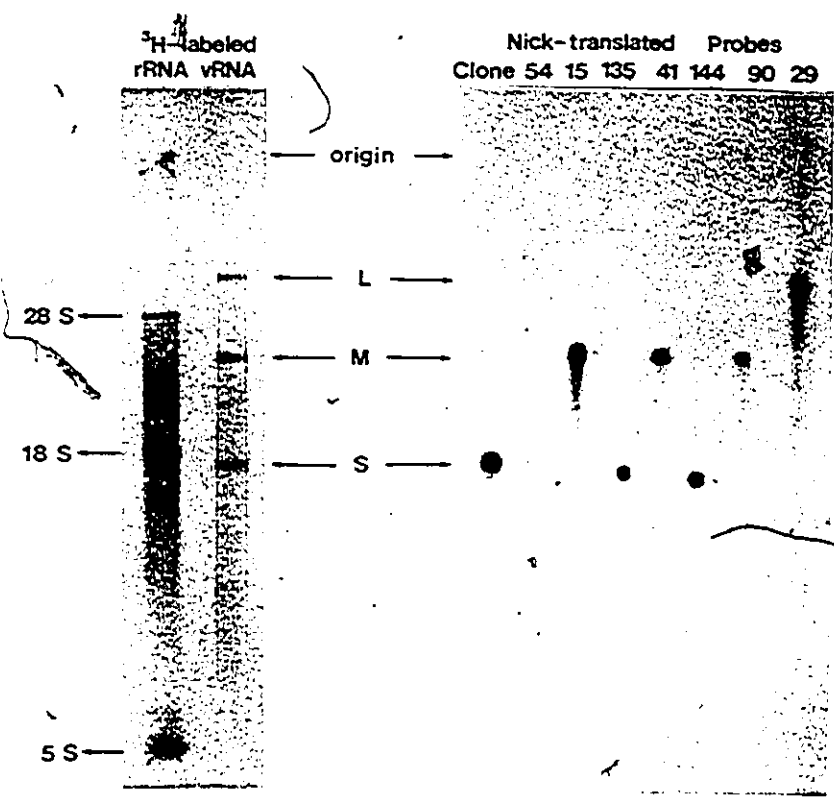 ³H-labeled
rRNA vRNA
Nick-translated Probes
Clone 54 15 135 41 144 90 29
origin
L
28 S
M
18 S
S
5 S